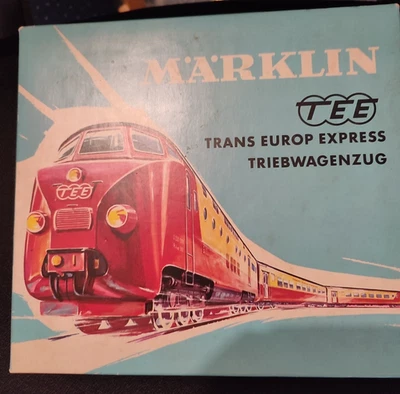 MÄRKLIN
TEE
TRANS EUROP EXPRESS
TRIEBWAGENZUG
TEE